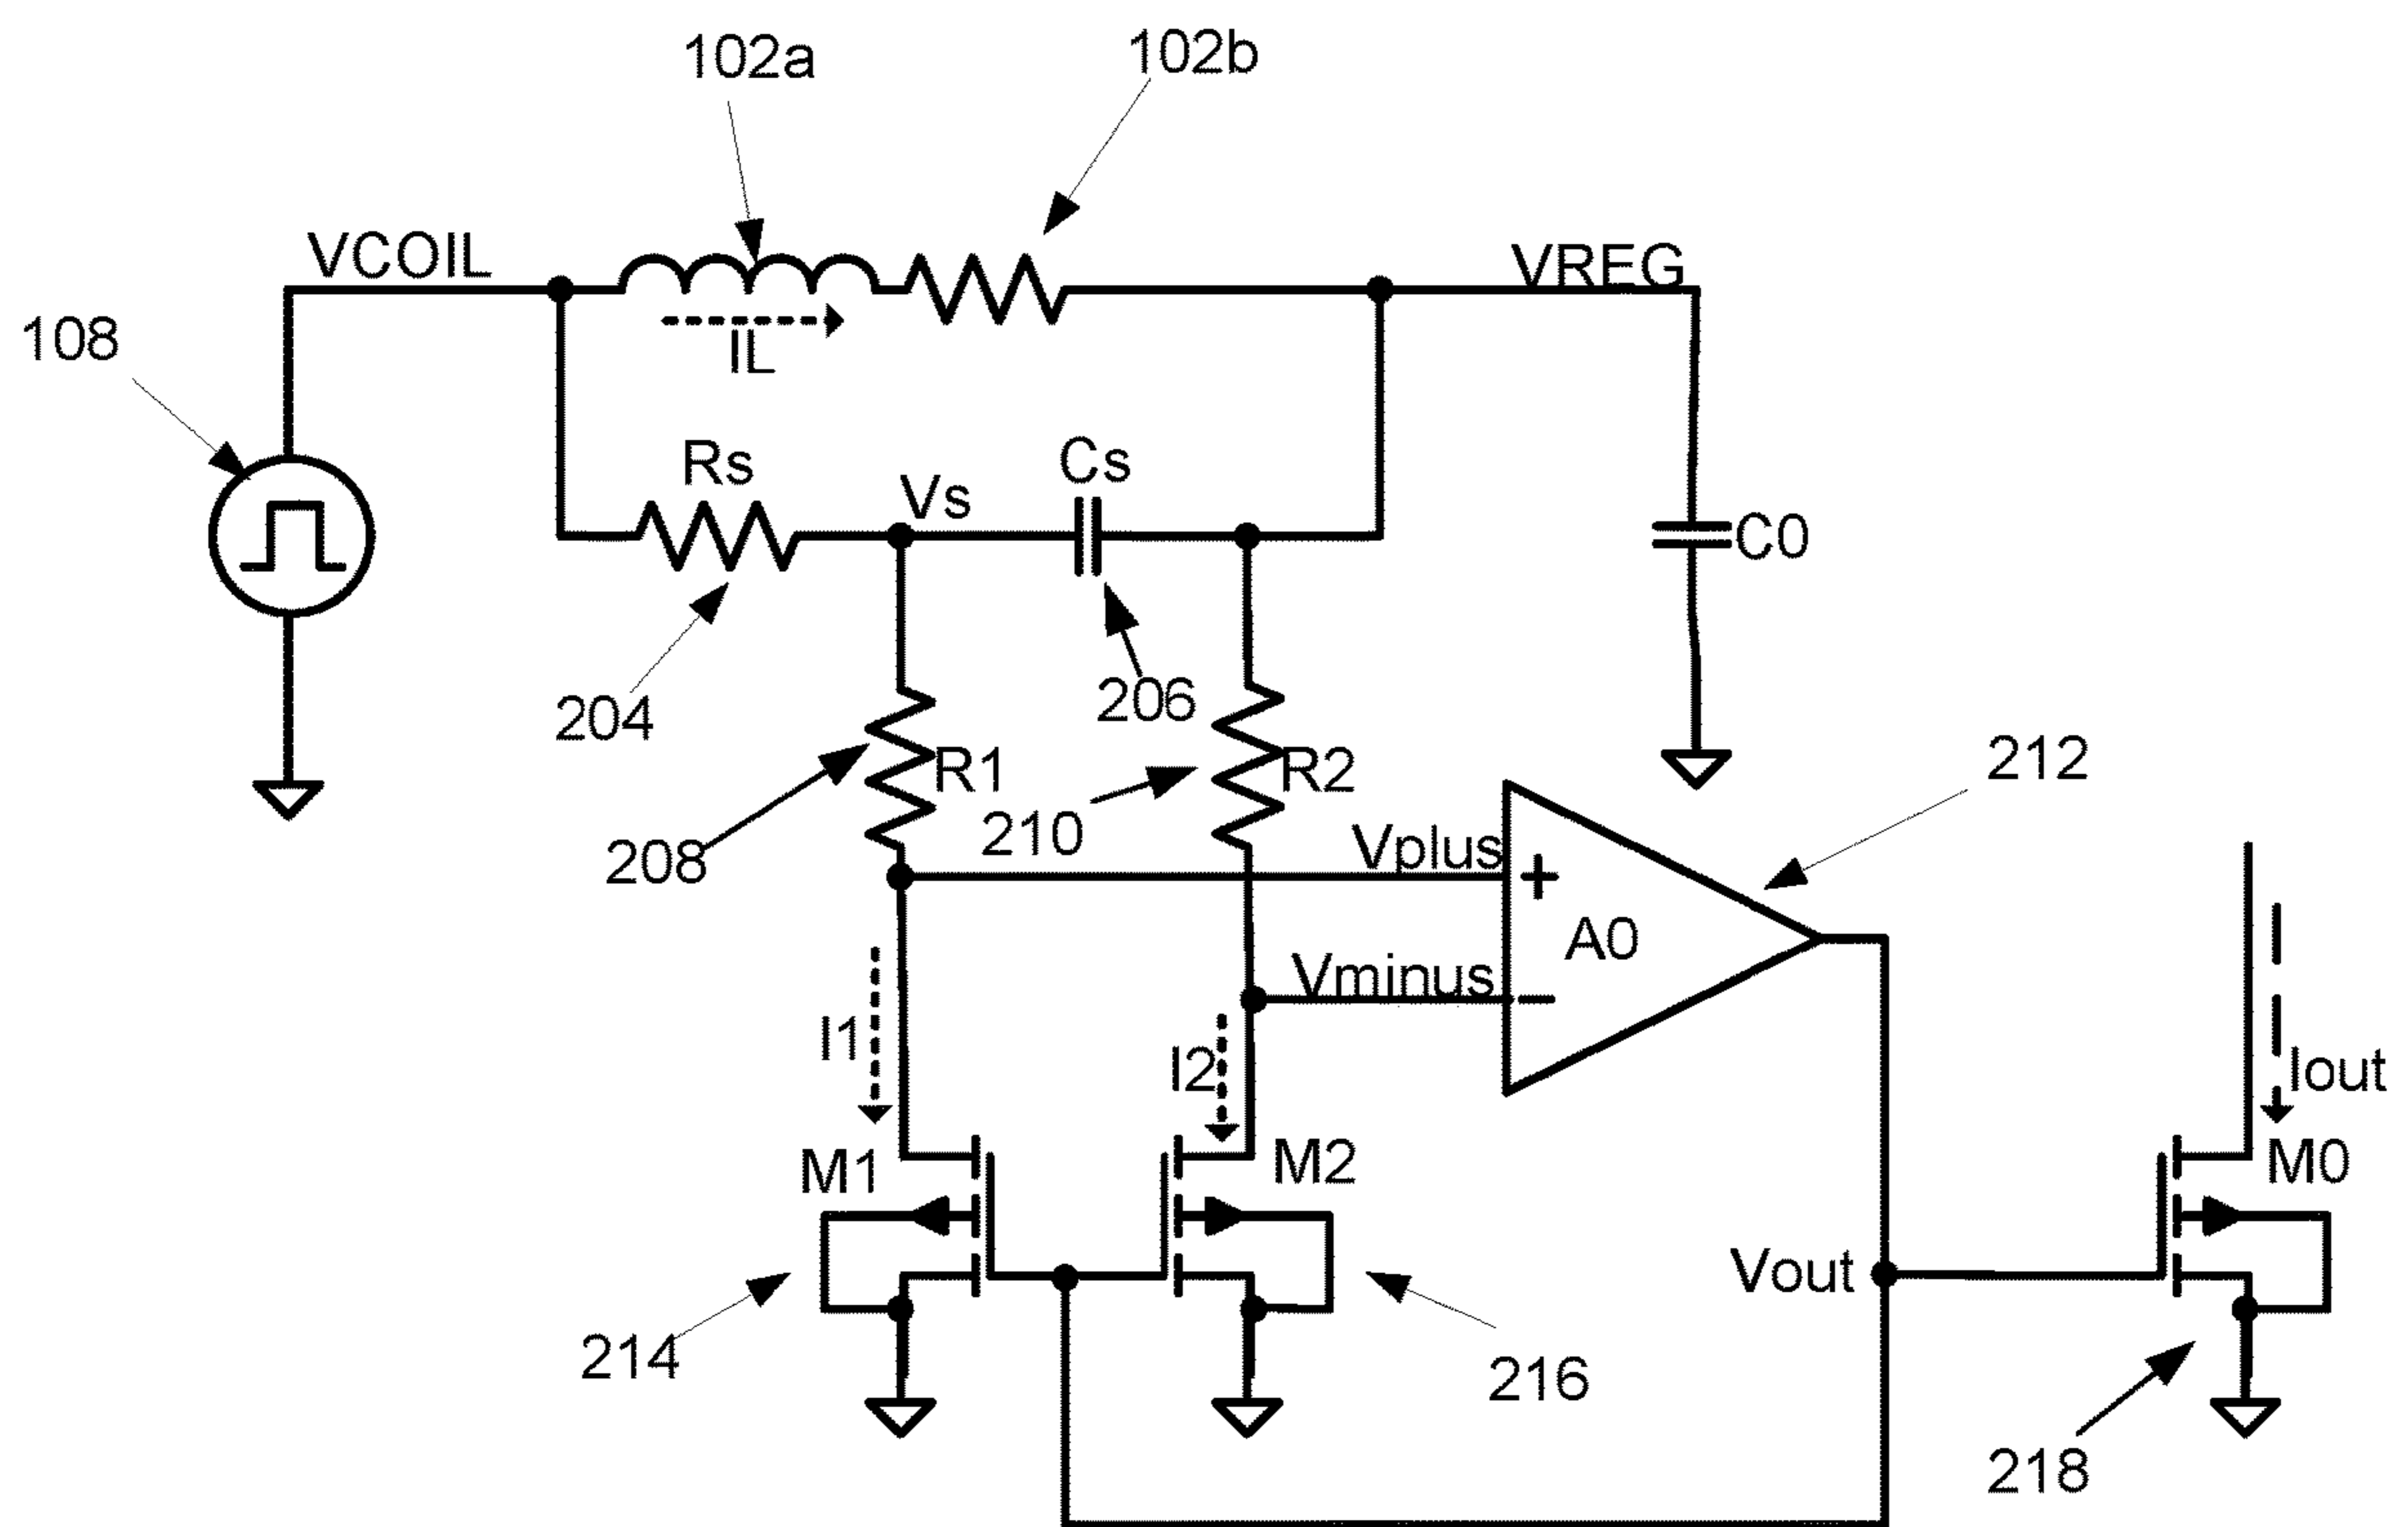 102a
102b
VCOIL
VREG
108
IL
Rs
Cs
Vs
C0
204
206
R1
R2
212
208
210
Vplus
+
A0
Vminus
−
I1
I2
Iout
M1
M2
M0
Vout
214
216
218